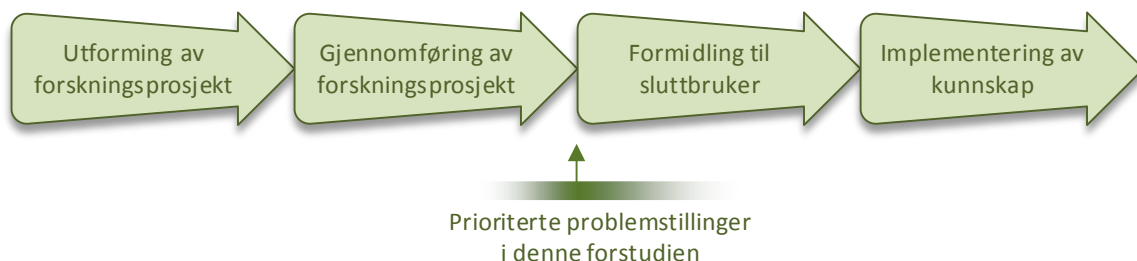 Utforming av
forskningsprosjekt
Gjennomføring av
forskningsprosjekt
Formidling til
sluttbruker
Implementering av
kunnskap
Prioriterte problemstillinger
i denne forstudien